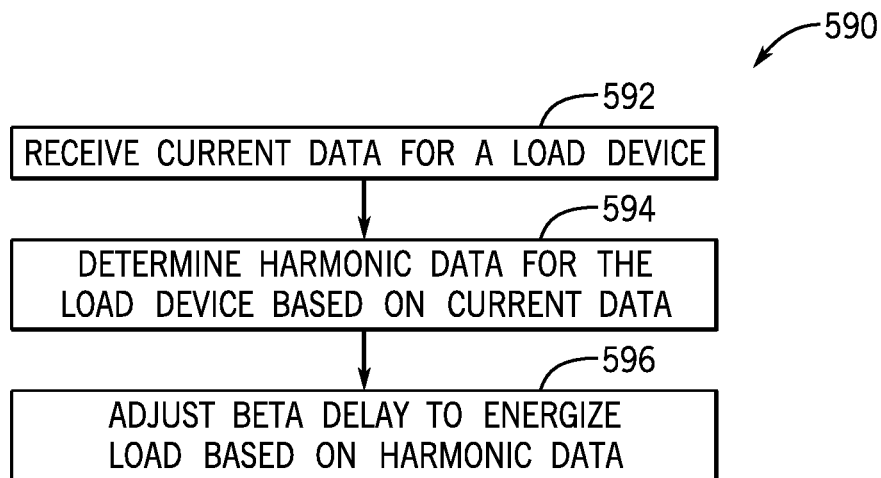 590
592
RECEIVE CURRENT DATA FOR A LOAD DEVICE
594
DETERMINE HARMONIC DATA FOR THE
LOAD DEVICE BASED ON CURRENT DATA
596
ADJUST BETA DELAY TO ENERGIZE
LOAD BASED ON HARMONIC DATA